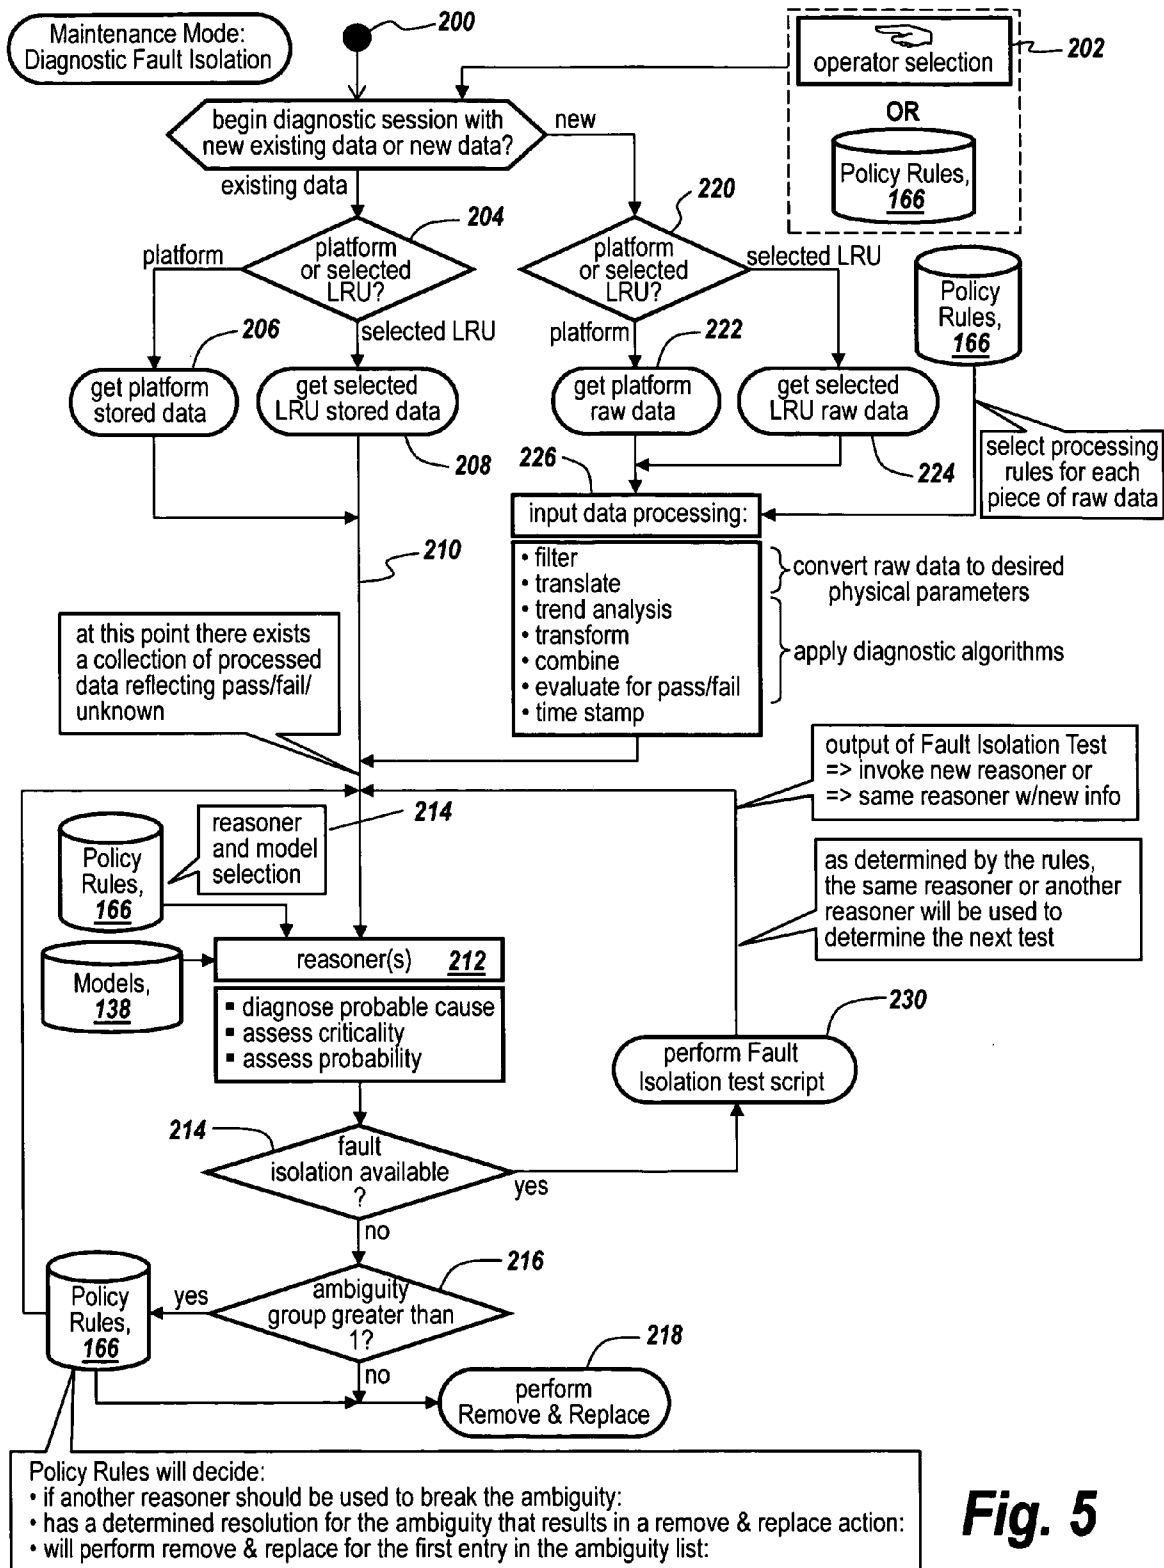 Maintenance Mode:
Diagnostic Fault Isolation
200
operator selection
202
OR
Policy Rules,
166
begin diagnostic session with
new existing data or new data?
new
existing data
204
220
platform
platform
or selected
LRU?
platform
or selected
LRU?
selected LRU
Policy
Rules,
166
206
selected LRU
platform
222
get platform
stored data
get selected
LRU stored data
get platform
raw data
get selected
LRU raw data
208
226
224
select processing
rules for each
piece of raw data
input data processing:
210
• filter
• translate
• trend analysis
• transform
• combine
• evaluate for pass/fail
• time stamp
convert raw data to desired
physical parameters
apply diagnostic algorithms
at this point there exists
a collection of processed
data reflecting pass/fail/
unknown
output of Fault Isolation Test
=> invoke new reasoner or
=> same reasoner w/new info
214
reasoner
and model
selection
Policy
Rules,
166
as determined by the rules,
the same reasoner or another
reasoner will be used to
determine the next test
reasoner(s) 212
Models,
138
▪ diagnose probable cause
▪ assess criticality
▪ assess probability
230
perform Fault
Isolation test script
214
fault
isolation available
?
yes
no
216
Policy
Rules,
166
yes
ambiguity
group greater than
1?
218
no
perform
Remove & Replace
Policy Rules will decide:
• if another reasoner should be used to break the ambiguity:
• has a determined resolution for the ambiguity that results in a remove & replace action:
• will perform remove & replace for the first entry in the ambiguity list:
Fig. 5